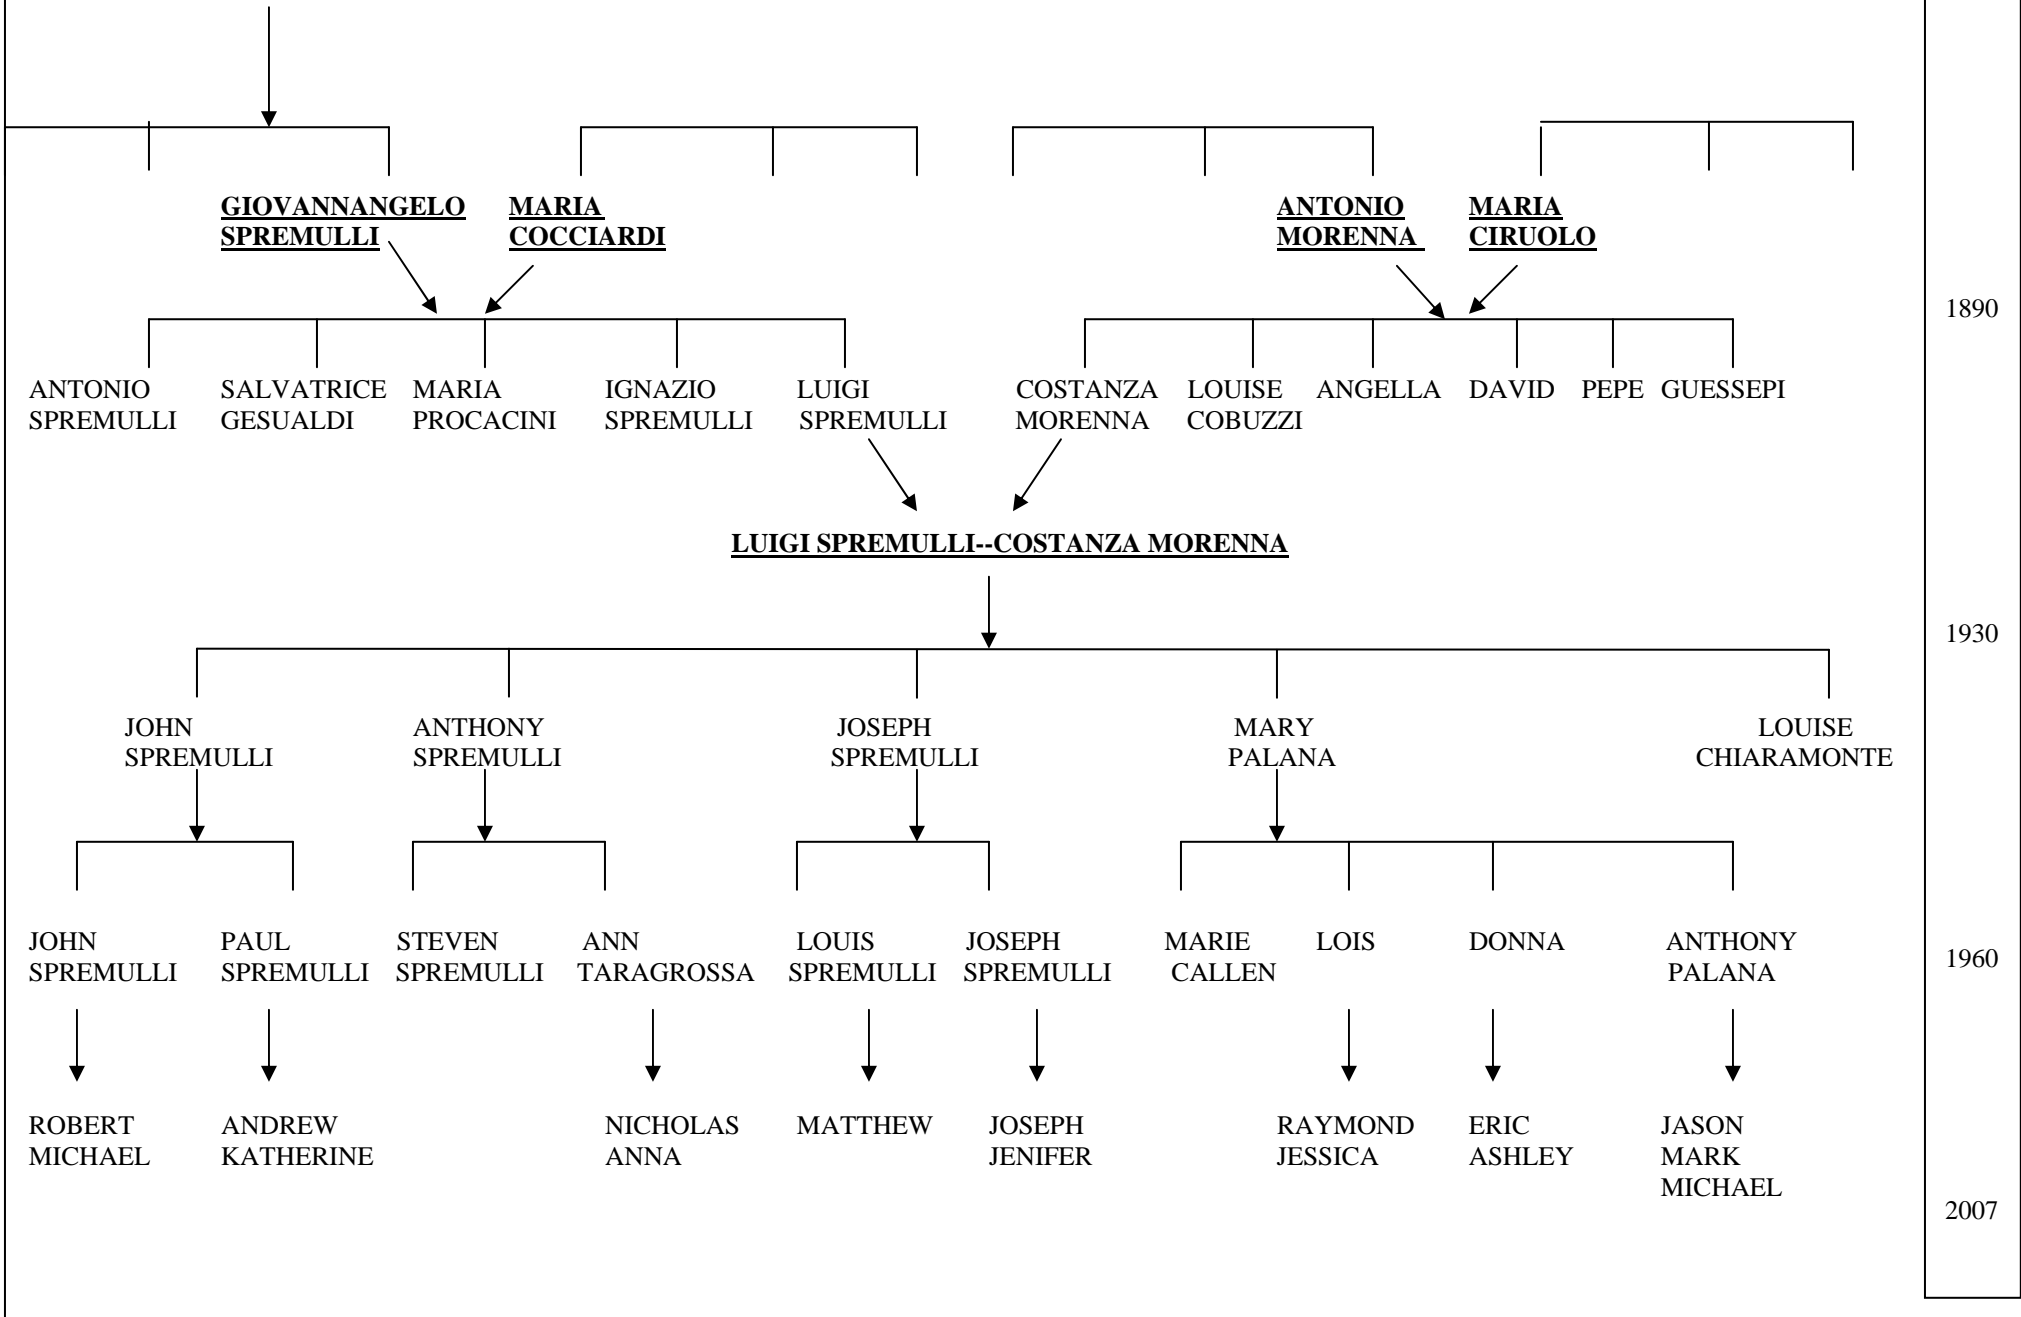 GIOVANNANGELO MARIA ANTONIO MARIA
SPREMULLI COCCIARDI MORENNA CIRUOLO
1890
ANTONIO SALVATRICE MARIA IGNAZIO LUIGI COSTANZA LOUISE ANGELLA DAVID PEPE GUESSEPI
SPREMULLI GESUALDI PROCACINI SPREMULLI SPREMULLI MORENNA COBUZZI
LUIGI SPREMULLI--COSTANZA MORENNA
1930
JOHN ANTHONY JOSEPH MARY LOUISE
SPREMULLI SPREMULLI SPREMULLI PALANA CHIARAMONTE
JOHN PAUL STEVEN ANN LOUIS JOSEPH MARIE LOIS DONNA ANTHONY
SPREMULLI SPREMULLI SPREMULLI TARAGROSSA SPREMULLI SPREMULLI CALLEN PALANA
1960
ROBERT ANDREW NICHOLAS MATTHEW JOSEPH RAYMOND ERIC JASON
MICHAEL KATHERINE ANNA JENIFER JESSICA ASHLEY MARK
MICHAEL
2007